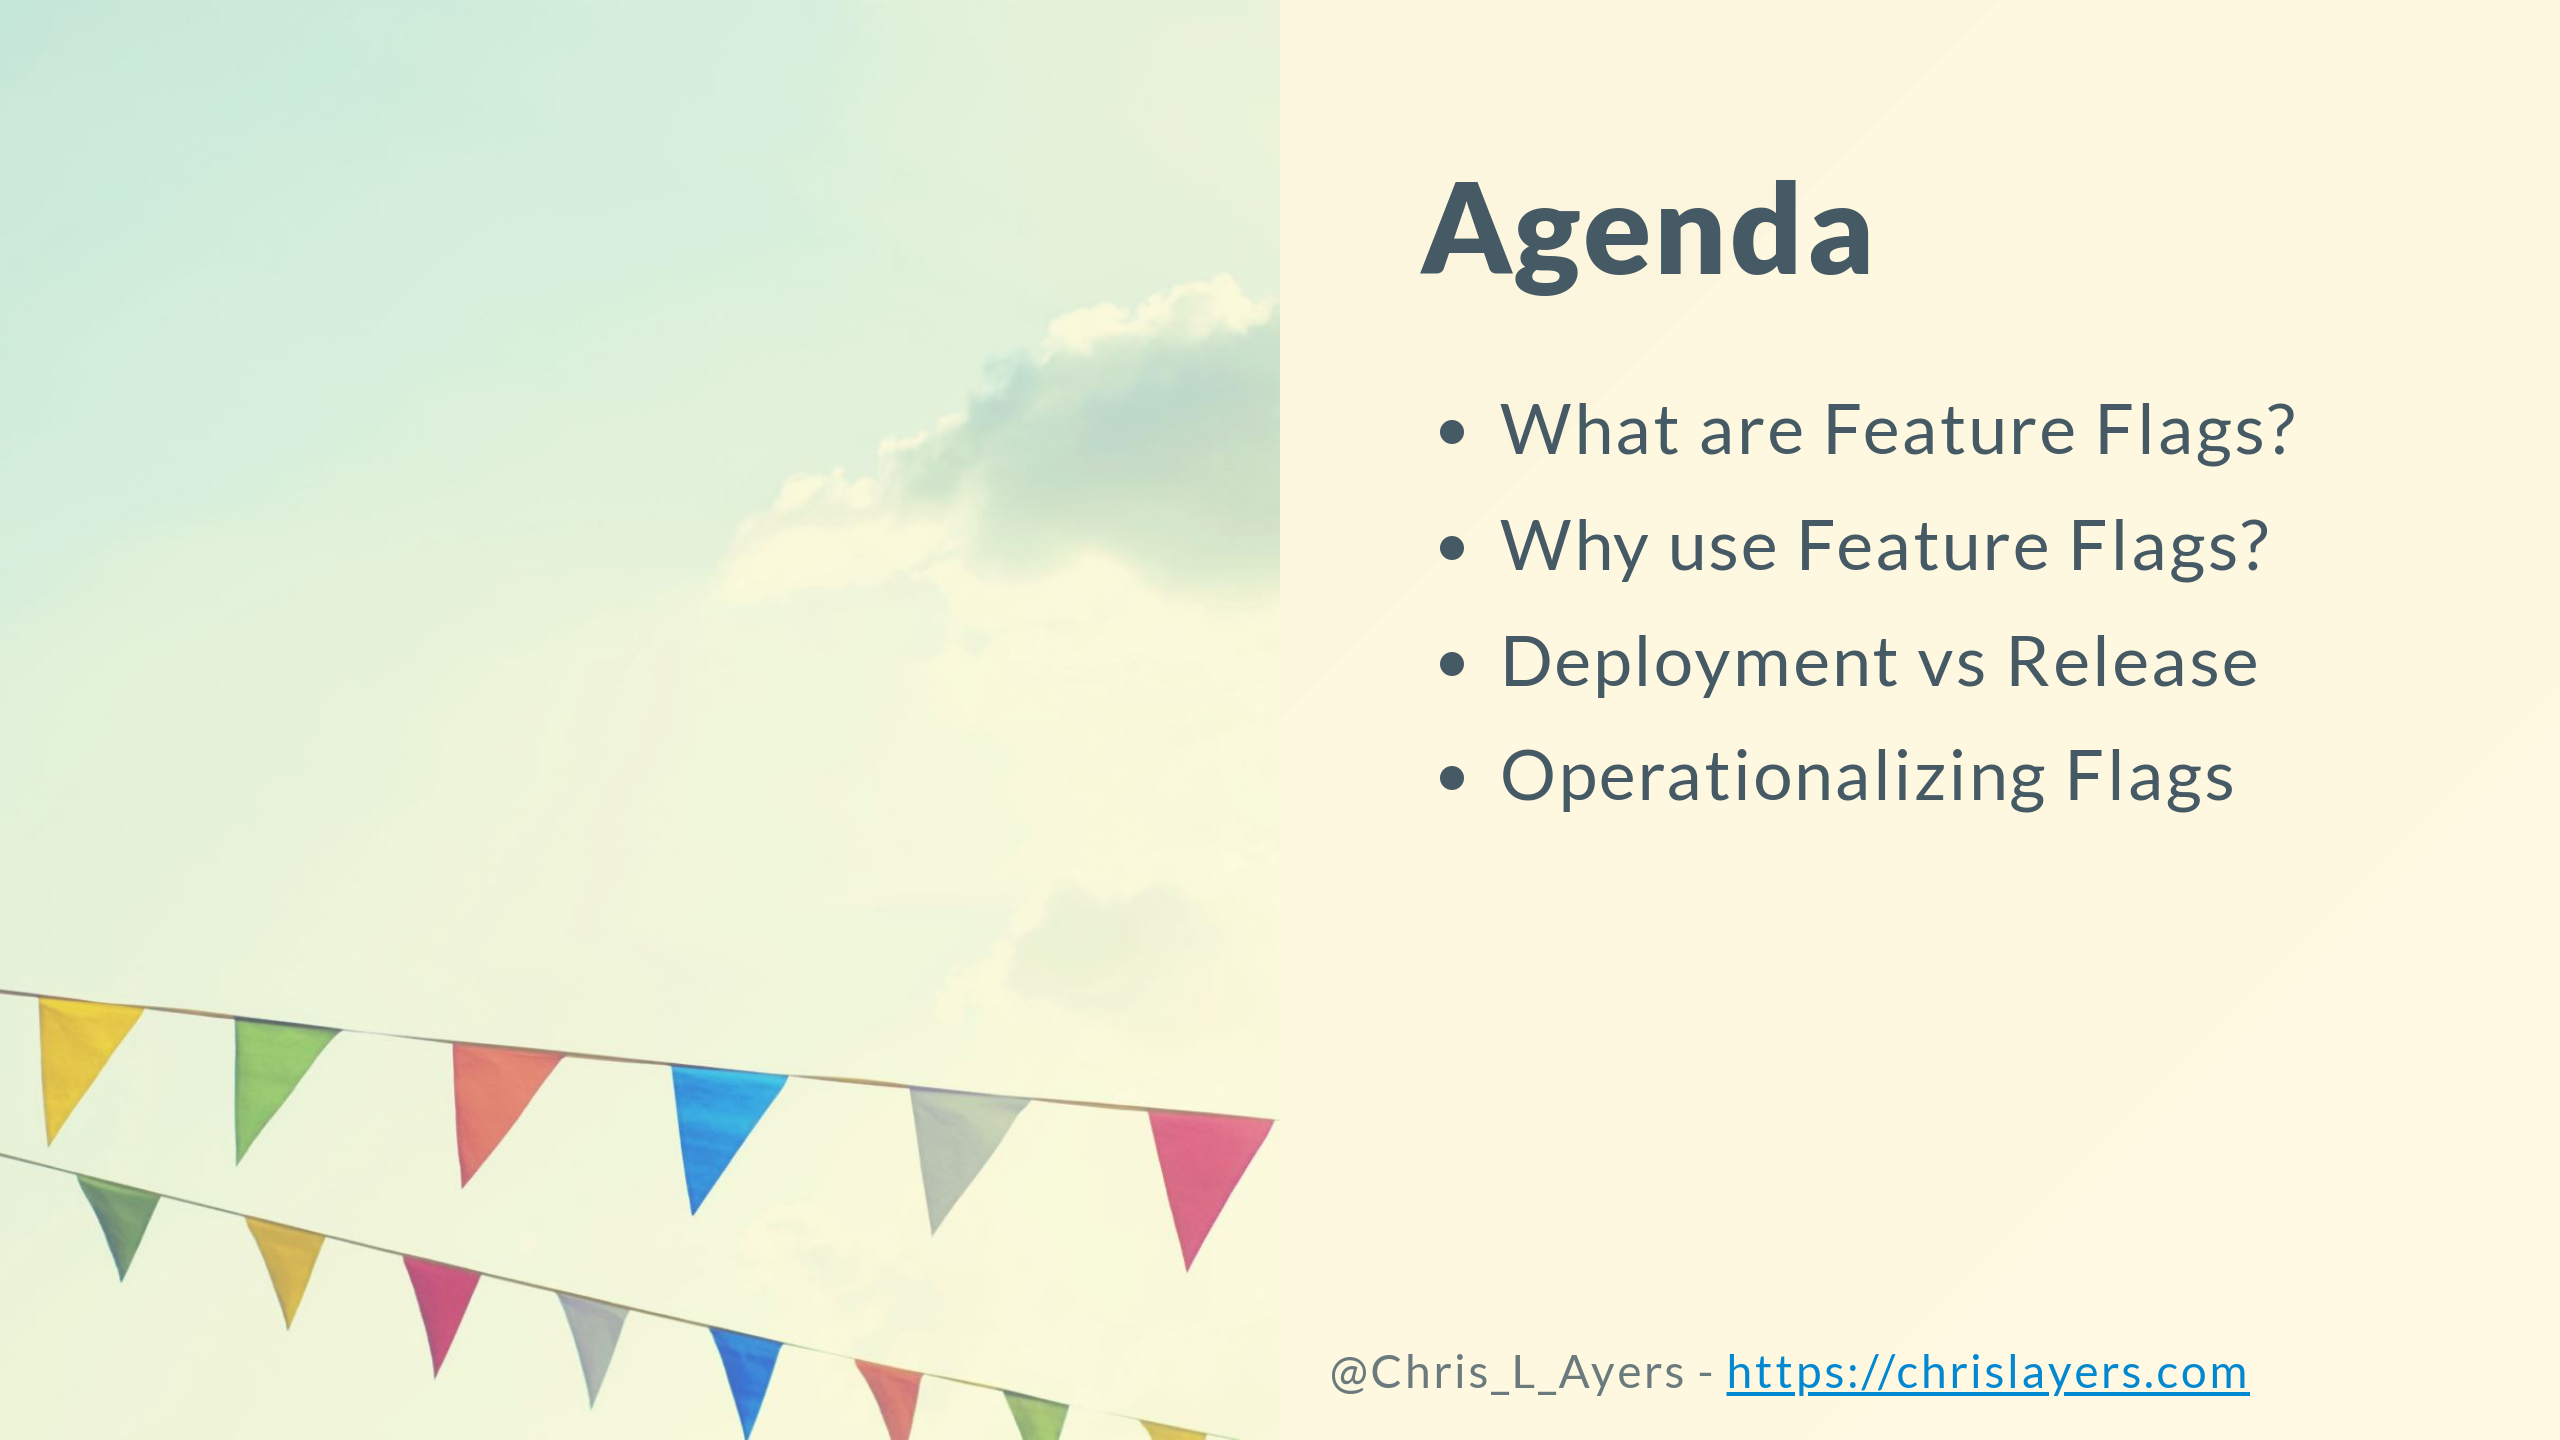 Agenda
• What are Feature Flags?
• Why use Feature Flags?
• Deployment vs Release
• Operationalizing Flags
@Chris_L_Ayers - https://chrislayers.com